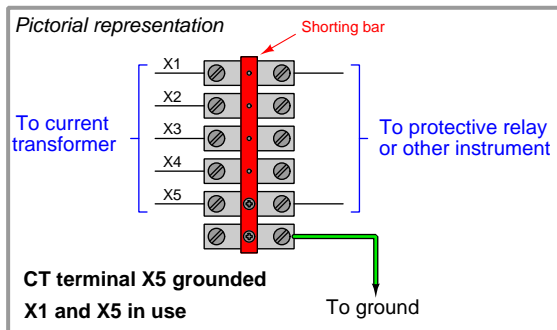 Pictorial representation
Shorting bar
X1
X2
X3
X4
X5
To current
transformer
To protective relay
or other instrument
CT terminal X5 grounded
X1 and X5 in use
To ground